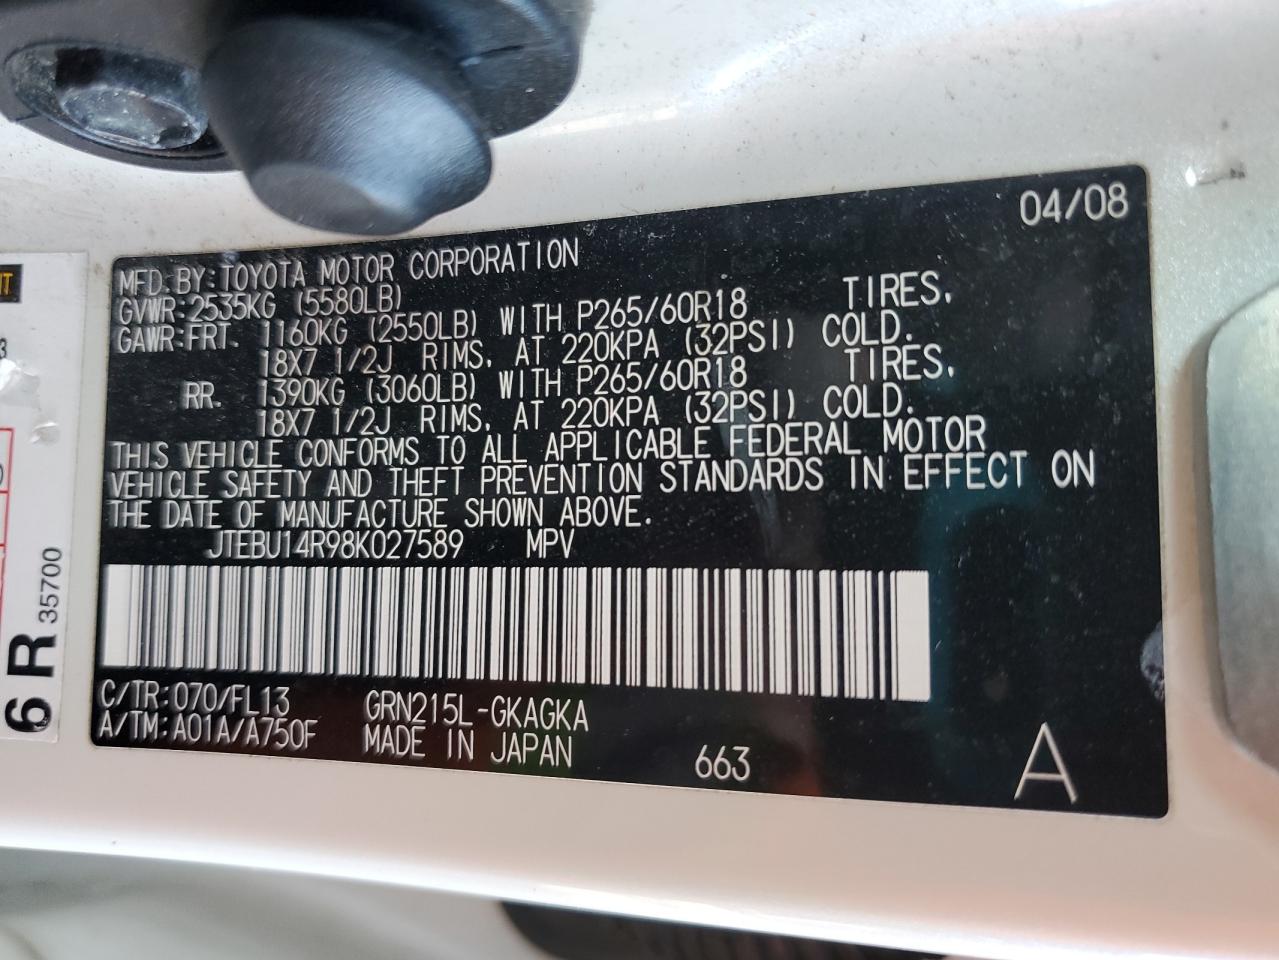 04/08
MFD.BY:TOYOTA MOTOR CORPORATION
GVWR:2535KG (5580LB)
GAWR:FRT. 1160KG (2550LB) WITH P265/60R18 TIRES,
18X7 1/2J RIMS, AT 220KPA (32PSI) COLD.
RR. 1390KG (3060LB) WITH P265/60R18 TIRES,
18X7 1/2J RIMS, AT 220KPA (32PSI) COLD.
THIS VEHICLE CONFORMS TO ALL APPLICABLE FEDERAL MOTOR
VEHICLE SAFETY AND THEFT PREVENTION STANDARDS IN EFFECT ON
THE DATE OF MANUFACTURE SHOWN ABOVE.
JTEBU14R98K027589 MPV
C/TR:070/FL13 GRN215L-GKAGKA
A/TM:A01A/A750F MADE IN JAPAN 663 A
6 R 35700